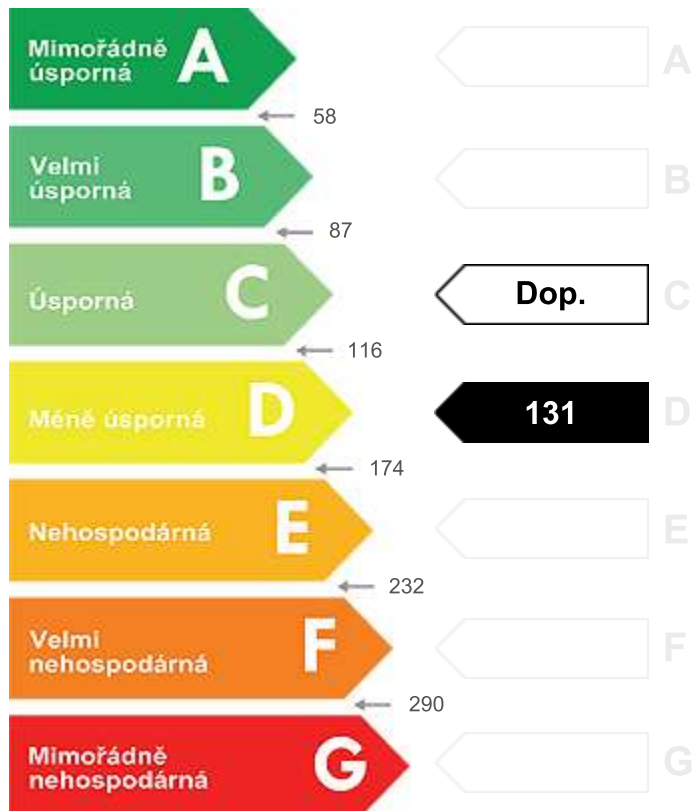 Mimořádně
úsporná
A
A
58
Velmi
úsporná
B
B
87
Úsporná
C
Dop.
C
116
Méně úsporná
D
131
D
174
Nehospodárná
E
E
232
Velmi
nehospodárná
F
F
290
Mimořádně
nehospodárná
G
G